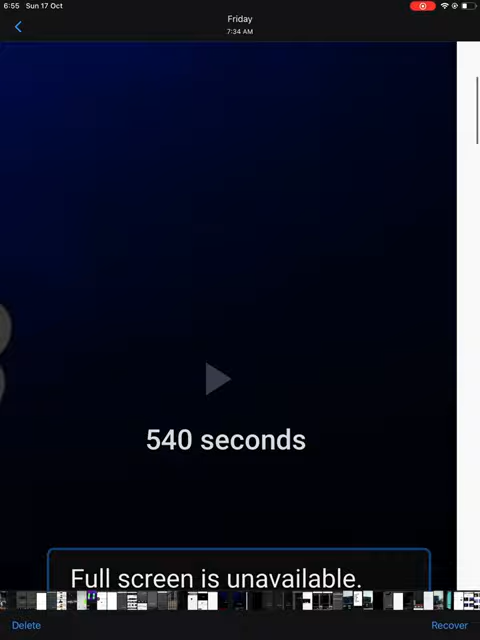 6:55 Sun 17 Oct
Friday
7:34 AM
540 seconds
Full screen is unavailable.
Delete
Recover